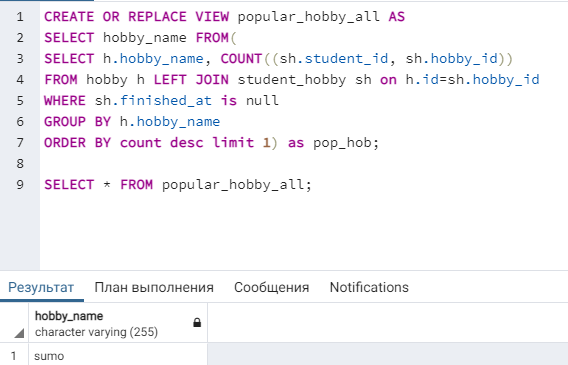 1 CREATE OR REPLACE VIEW popular_hobby_all AS
2 SELECT hobby_name FROM(
3 SELECT h.hobby_name, COUNT((sh.student_id, sh.hobby_id))
4 FROM hobby h LEFT JOIN student_hobby sh on h.id=sh.hobby_id
5 WHERE sh.finished_at is null
6 GROUP BY h.hobby_name
7 ORDER BY count desc limit 1) as pop_hob;
8
9 SELECT * FROM popular_hobby_all;
Результат План выполнения Сообщения Notifications
hobby_name
character varying (255)
1 sumo